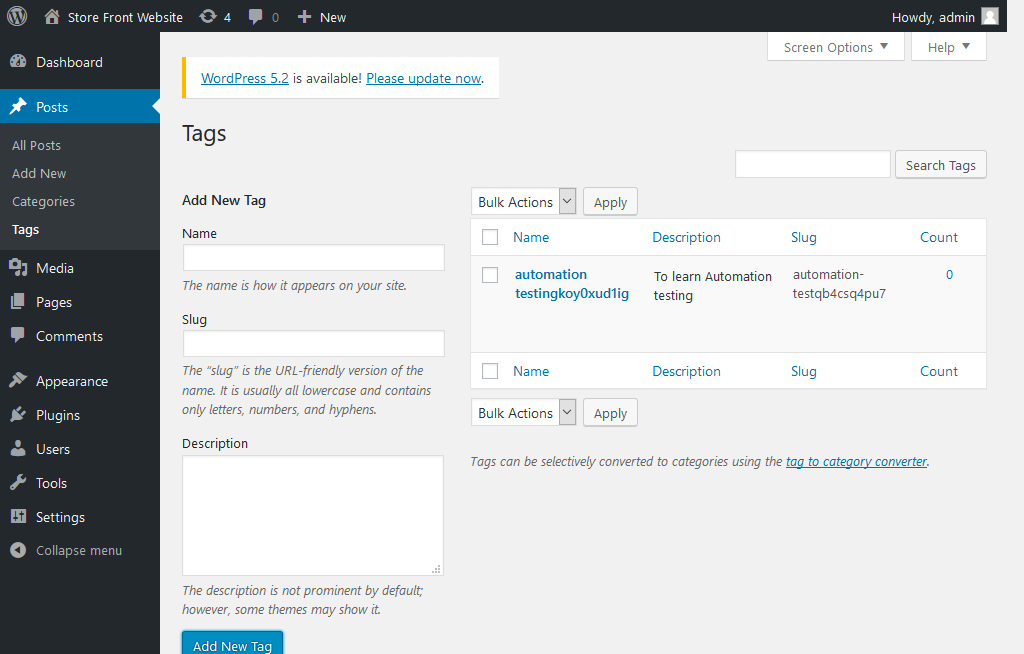 Store Front Website 4 0 New Howdy, admin
Screen Options Help
Dashboard
Posts
All Posts
Add New
Categories
Tags
Media
Pages
Comments
Appearance
Plugins
Users
Tools
Settings
Collapse menu
WordPress 5.2 is available! Please update now.
Tags
Search Tags
Add New Tag
Name
The name is how it appears on your site.
Slug
The “slug” is the URL-friendly version of the
name. It is usually all lowercase and contains
only letters, numbers, and hyphens.
Description
The description is not prominent by default;
however, some themes may show it.
Add New Tag
Bulk Actions Apply
Name Description Slug Count
automation To learn Automation automation- 0
testingkoy0xud1ig testing testqb4csq4pu7
Name Description Slug Count
Bulk Actions Apply
Tags can be selectively converted to categories using the tag to category converter.